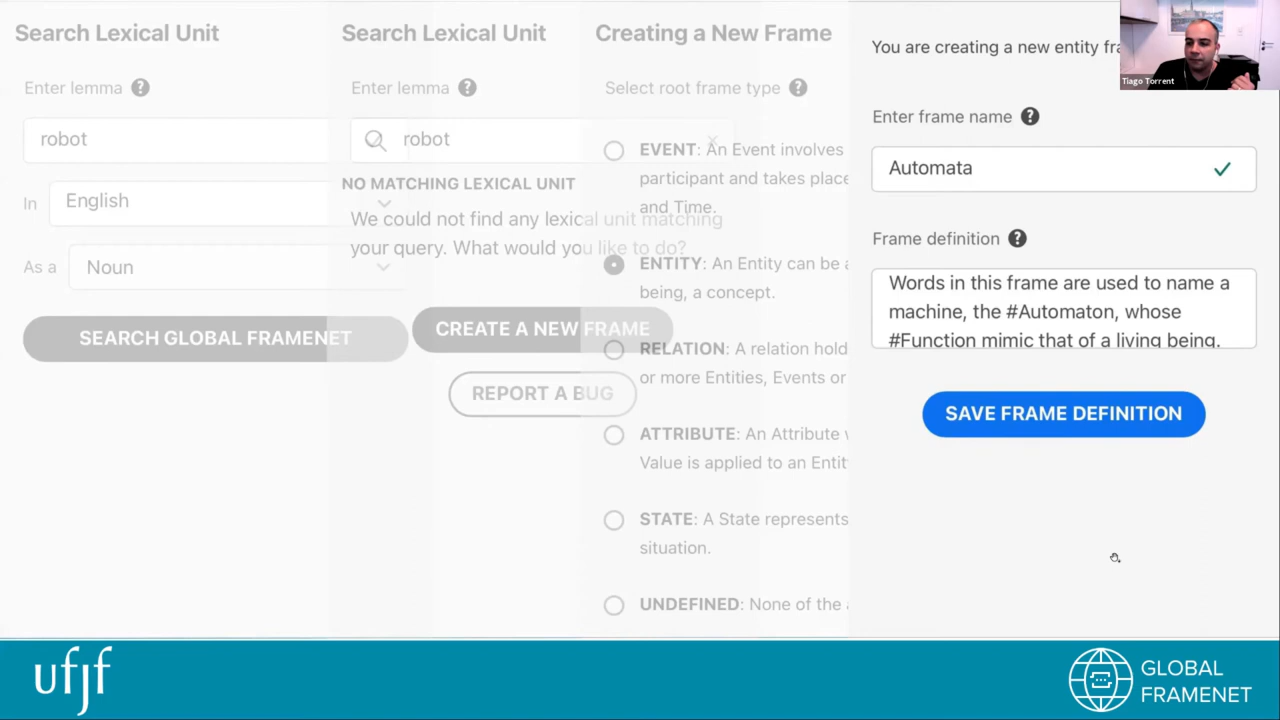 Search Lexical Unit
Enter lemma ?
robot
In
English
As a
Noun
SEARCH GLOBAL FRAMENET
Search Lexical Unit
Enter lemma ?
robot
NO MATCHING LEXICAL UNIT
We could not find any lexical unit matching
your query. What would you like to do?
CREATE A NEW FRAME
REPORT A BUG
Creating a New Frame
Select root frame type ?
EVENT: An Event involves
participant and takes place
and Time.
ENTITY: An Entity can be a
being, a concept.
RELATION: A relation hold
or more Entities, Events or
ATTRIBUTE: An Attribute
Value is applied to an Entit
STATE: A State represents
situation.
UNDEFINED: None of the
You are creating a new entity fra
Enter frame name ?
Automata
Frame definition ?
Words in this frame are used to name a
machine, the #Automaton, whose
#Function mimic that of a living being.
SAVE FRAME DEFINITION
Tiago Torrent
ufjf
GLOBAL
FRAMENET